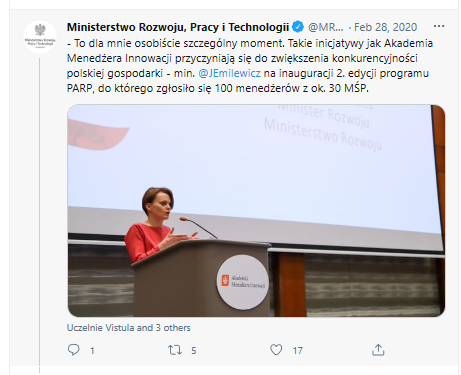 Ministerstwo Rozwoju, Pracy i Technologii @MR... · Feb 28, 2020
- To dla mnie osobiście szczególny moment. Takie inicjatywy jak Akademia
Menedżera Innowacji przyczyniają się do zwiększenia konkurencyjności
polskiej gospodarki - min. @JEmilewicz na inauguracji 2. edycji programu
PARP, do którego zgłosiło się 100 menedżerów z ok. 30 MŚP.
Minister Rozwoju
Ministerstwo Rozwoju
Akademia
Menadżera Innowacji
Uczelnie Vistula and 3 others
1 5 17